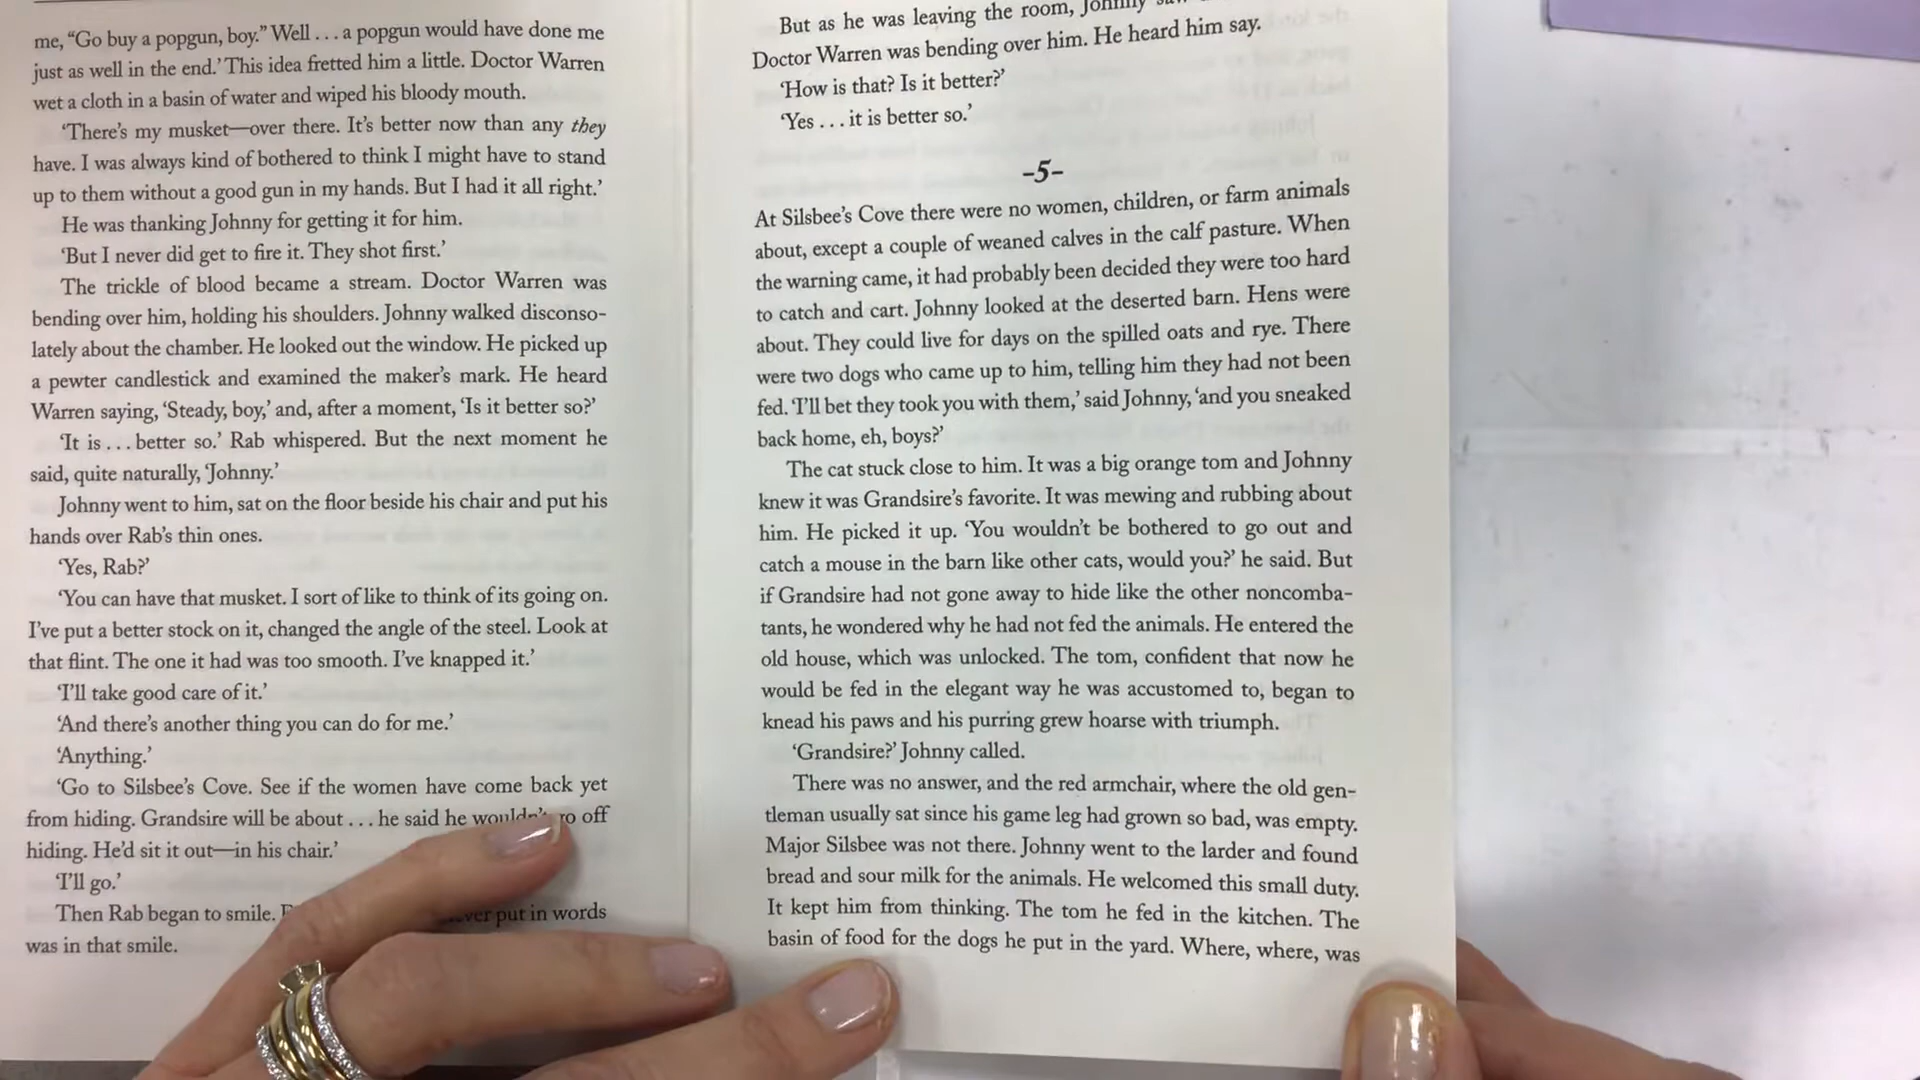 me, “Go buy a popgun, boy.” Well . . . a popgun would have done me
just as well in the end.’ This idea fretted him a little. Doctor Warren
wet a cloth in a basin of water and wiped his bloody mouth.
‘There’s my musket—over there. It’s better now than any they
have. I was always kind of bothered to think I might have to stand
up to them without a good gun in my hands. But I had it all right.’
He was thanking Johnny for getting it for him.
‘But I never did get to fire it. They shot first.’
The trickle of blood became a stream. Doctor Warren was
bending over him, holding his shoulders. Johnny walked disconso-
lately about the chamber. He looked out the window. He picked up
a pewter candlestick and examined the maker’s mark. He heard
Warren saying, ‘Steady, boy,’ and, after a moment, ‘Is it better so?’
‘It is . . . better so.’ Rab whispered. But the next moment he
said, quite naturally, ‘Johnny.’
Johnny went to him, sat on the floor beside his chair and put his
hands over Rab’s thin ones.
‘Yes, Rab?’
‘You can have that musket. I sort of like to think of its going on.
I’ve put a better stock on it, changed the angle of the steel. Look at
that flint. The one it had was too smooth. I’ve knapped it.’
‘I’ll take good care of it.’
‘And there’s another thing you can do for me.’
‘Anything.’
‘Go to Silsbee’s Cove. See if the women have come back yet
from hiding. Grandsire will be about . . . he said he wouldn’t go off
hiding. He’d sit it out—in his chair.’
‘I’ll go.’
Then Rab began to smile. put in words
was in that smile.
But as he was leaving the room, Johnny
Doctor Warren was bending over him. He heard him say.
‘How is that? Is it better?’
‘Yes . . . it is better so.’
-5-
At Silsbee’s Cove there were no women, children, or farm animals
about, except a couple of weaned calves in the calf pasture. When
the warning came, it had probably been decided they were too hard
to catch and cart. Johnny looked at the deserted barn. Hens were
about. They could live for days on the spilled oats and rye. There
were two dogs who came up to him, telling him they had not been
fed. ‘I’ll bet they took you with them,’ said Johnny, ‘and you sneaked
back home, eh, boys?’
The cat stuck close to him. It was a big orange tom and Johnny
knew it was Grandsire’s favorite. It was mewing and rubbing about
him. He picked it up. ‘You wouldn’t be bothered to go out and
catch a mouse in the barn like other cats, would you?’ he said. But
if Grandsire had not gone away to hide like the other noncomba-
tants, he wondered why he had not fed the animals. He entered the
old house, which was unlocked. The tom, confident that now he
would be fed in the elegant way he was accustomed to, began to
knead his paws and his purring grew hoarse with triumph.
‘Grandsire?’ Johnny called.
There was no answer, and the red armchair, where the old gen-
tleman usually sat since his game leg had grown so bad, was empty.
Major Silsbee was not there. Johnny went to the larder and found
bread and sour milk for the animals. He welcomed this small duty.
It kept him from thinking. The tom he fed in the kitchen. The
basin of food for the dogs he put in the yard. Where, where, was